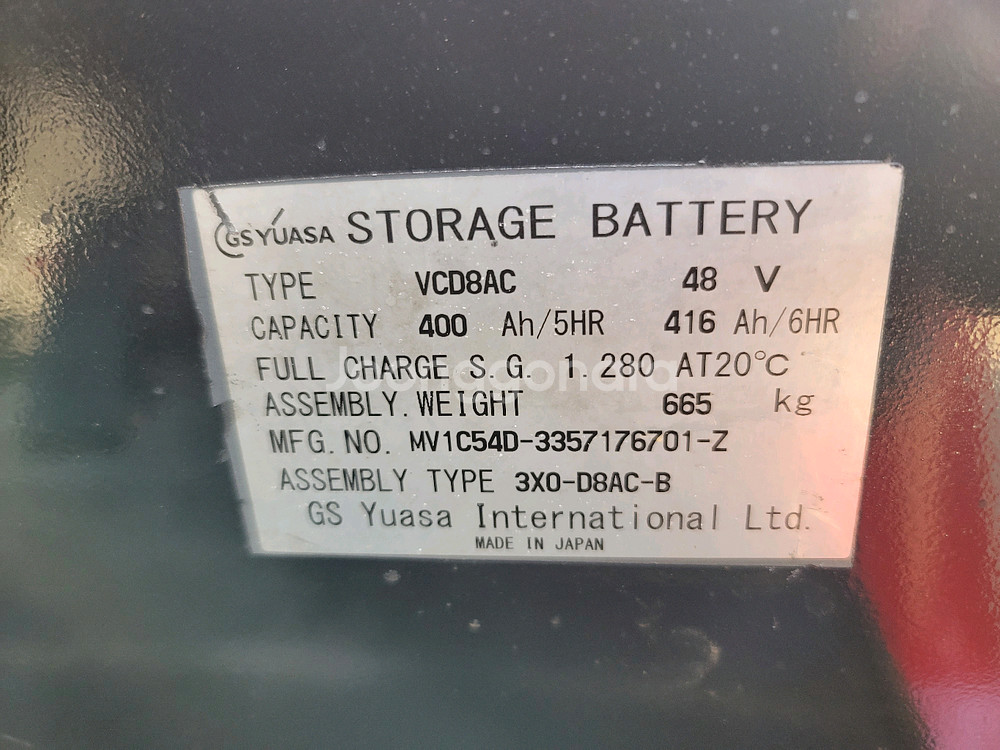 GS YUASA STORAGE BATTERY
TYPE VCD8AC 48 V
CAPACITY 400 Ah/5HR 416 Ah/6HR
FULL CHARGE S.G. 1.280 AT20°C
ASSEMBLY.WEIGHT 665 kg
MFG.NO. MV1C54D-3357176701-Z
ASSEMBLY TYPE 3X0-D8AC-B
GS Yuasa International Ltd.
MADE IN JAPAN